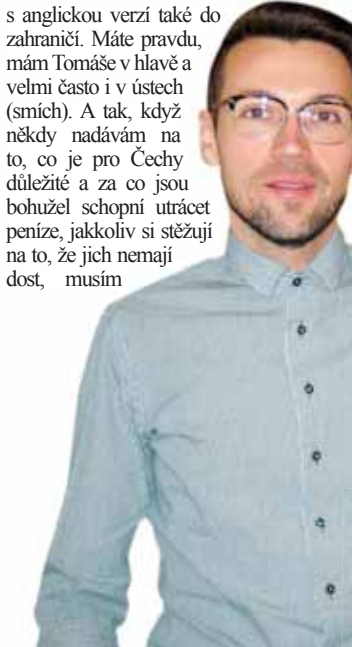 s anglickou verzí také do
zahraničí. Máte pravdu,
mám Tomáše v hlavě a
velmi často i v ústech
(smích). A tak, když
někdy nadávám na
to, co je pro Čechy
důležité a za co jsou
bohužel schopní utrácet
peníze, jakkoliv si stěžují
na to, že jich nemají
dost, musím